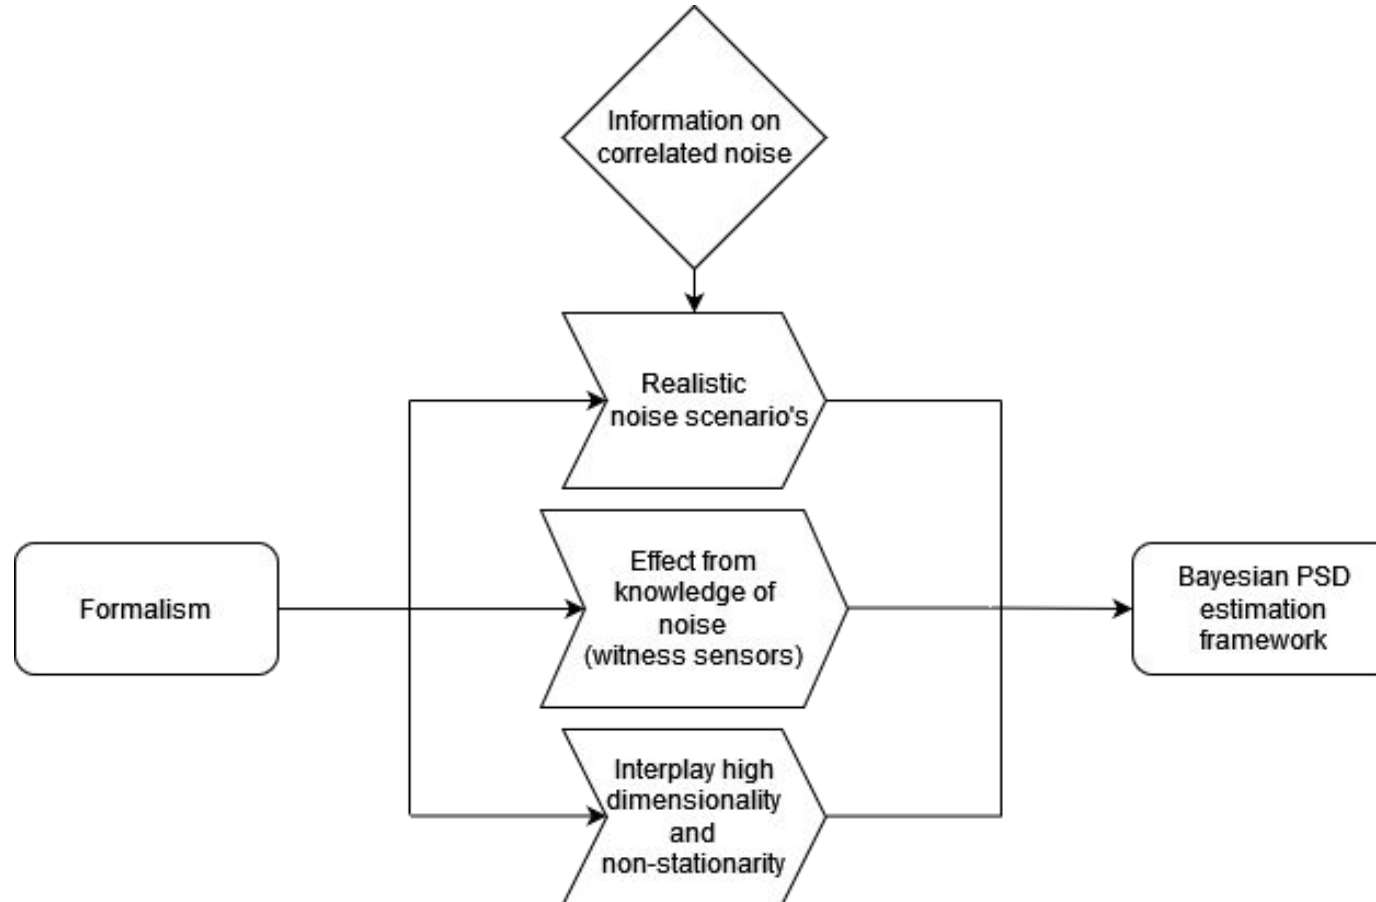 Information on
correlated noise
Realistic
noise scenario's
Formalism
Effect from
knowledge of
noise
(witness sensors)
Bayesian PSD
estimation
framework
Interplay high
dimensionality
and
non-stationarity